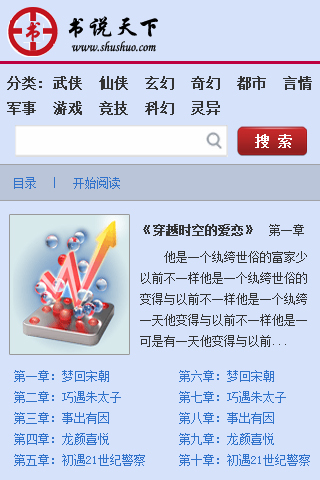 书 书说天下
www.shushuo.com
分类：武侠 仙侠 玄幻 奇幻 都市 言情
军事 游戏 竞技 科幻 灵异
搜 索
目录 | 开始阅读
《穿越时空的爱恋》 第一章
他是一个纨绔世俗的富家少
以前不一样他是一个纨绔世俗的
变得与以前不一样他是一个纨绔
一天他变得与以前不一样他是一
可是有一天他变得与以前...
第一章：梦回宋朝 第六章：梦回宋朝
第二章：巧遇朱太子 第七章：巧遇朱太子
第三章：事出有因 第八章：事出有因
第四章：龙颜喜悦 第九章：龙颜喜悦
第五章：初遇21世纪警察 第十章：初遇21世纪警察